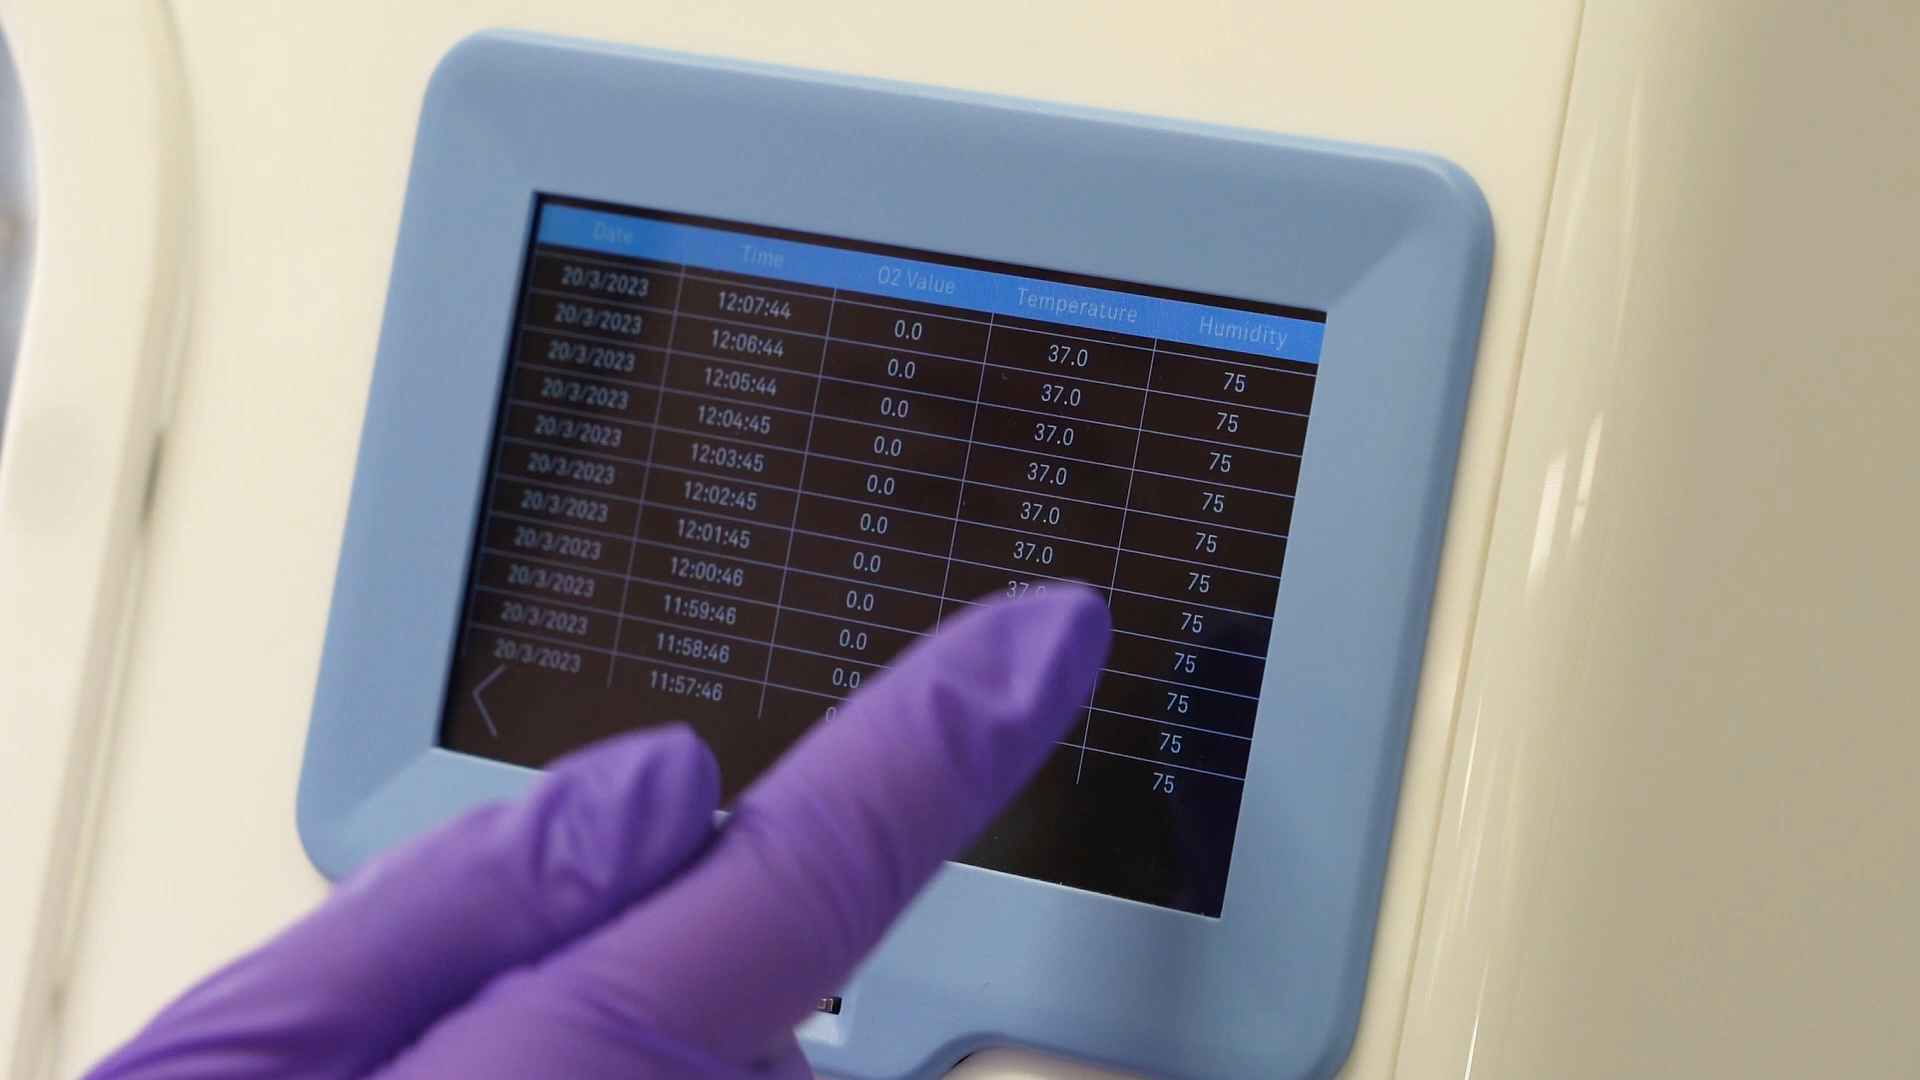 Date Time O2 Value Temperature Humidity
20/3/2023 12:07:44 0.0 37.0 75
20/3/2023 12:06:44 0.0 37.0 75
20/3/2023 12:05:44 0.0 37.0 75
20/3/2023 12:04:45 0.0 37.0 75
20/3/2023 12:03:45 0.0 37.0 75
20/3/2023 12:02:45 0.0 37.0 75
20/3/2023 12:01:45 0.0 37.0 75
20/3/2023 12:00:46 0.0 75
20/3/2023 11:59:46 0.0 75
20/3/2023 11:58:46 0.0 75
20/3/2023 11:57:46 75